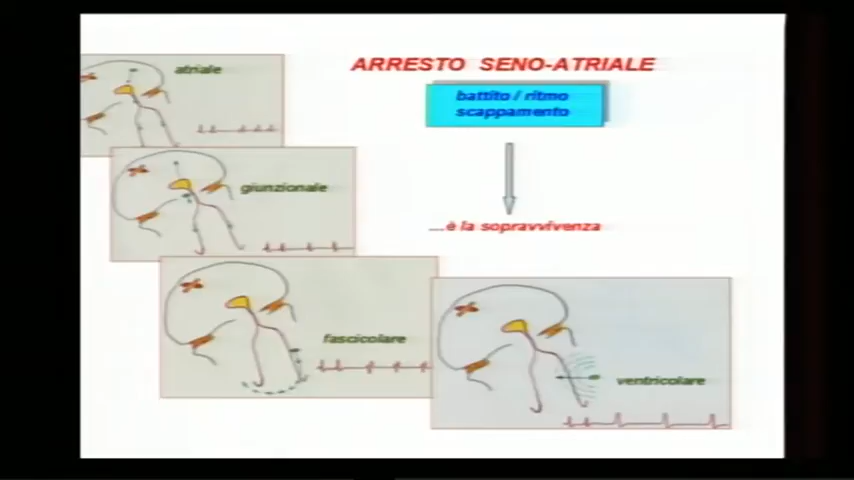 atriale
ARRESTO SENO-ATRIALE
battito / ritmo
scappamento
giunzionale
...è la sopravvivenza
fascicolare
ventricolare